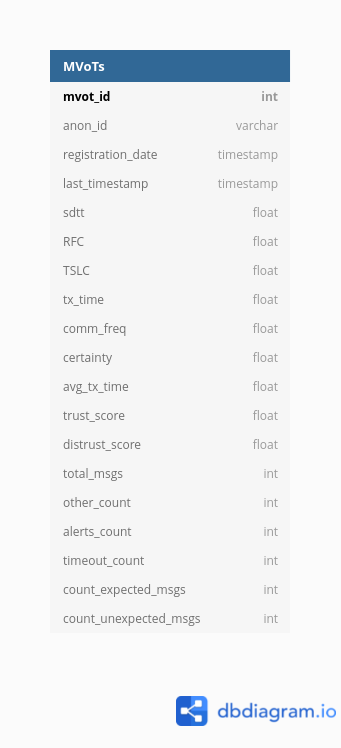 MVoTs
mvot_id int
anon_id varchar
registration_date timestamp
last_timestamp timestamp
sdtt float
RFC float
TSLC float
tx_time float
comm_freq float
certainty float
avg_tx_time float
trust_score float
distrust_score float
total_msgs int
other_count int
alerts_count int
timeout_count int
count_expected_msgs int
count_unexpected_msgs int
dbdiagram.io